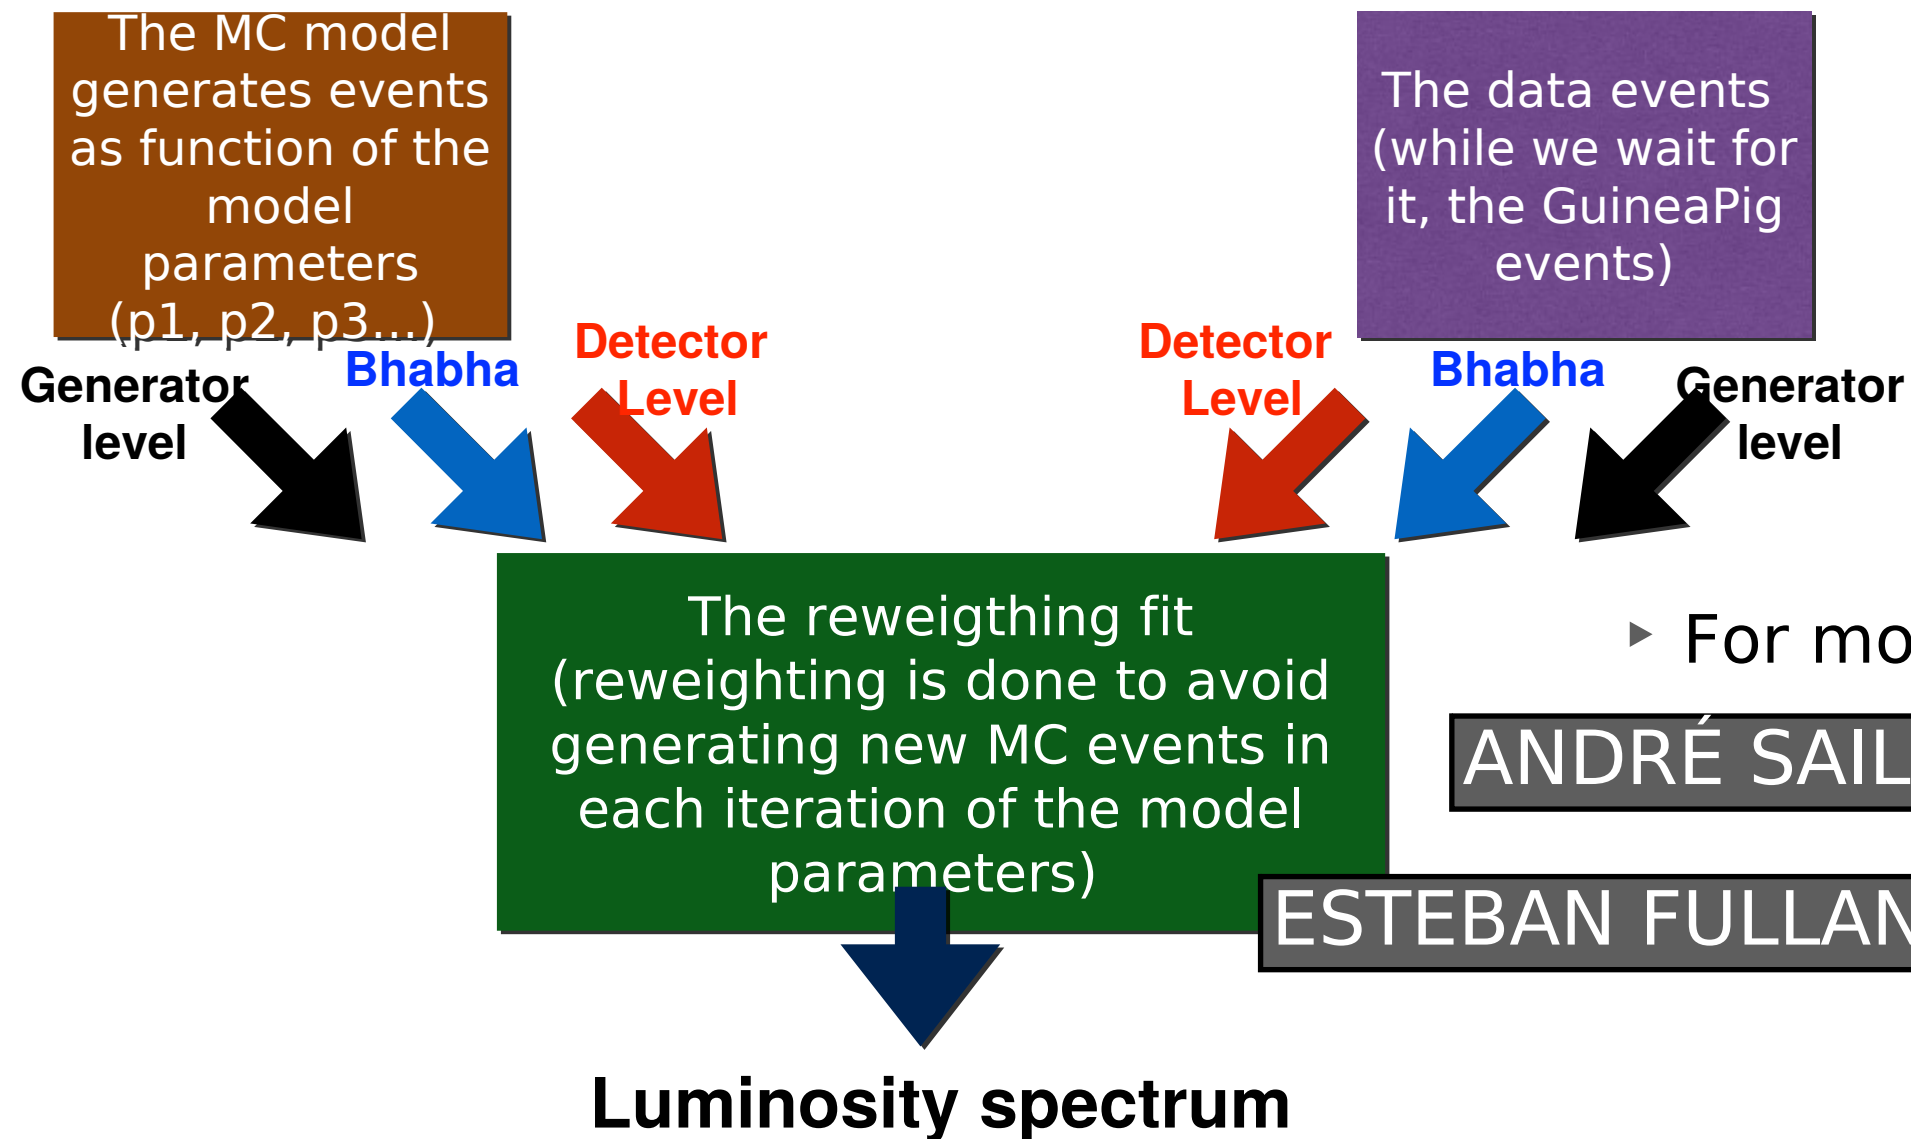 The MC model
generates events
as function of the
model
parameters
(p1, p2, p3...)
The data events
(while we wait for
it, the GuineaPig
events)
Generator
level
Bhabha
Detector
Level
Detector
Level
Bhabha
Generator
level
The reweigthing fit
(reweighting is done to avoid
generating new MC events in
each iteration of the model
parameters)
For mo
ANDRÉ SAIL
ESTEBAN FULLAN
Luminosity spectrum